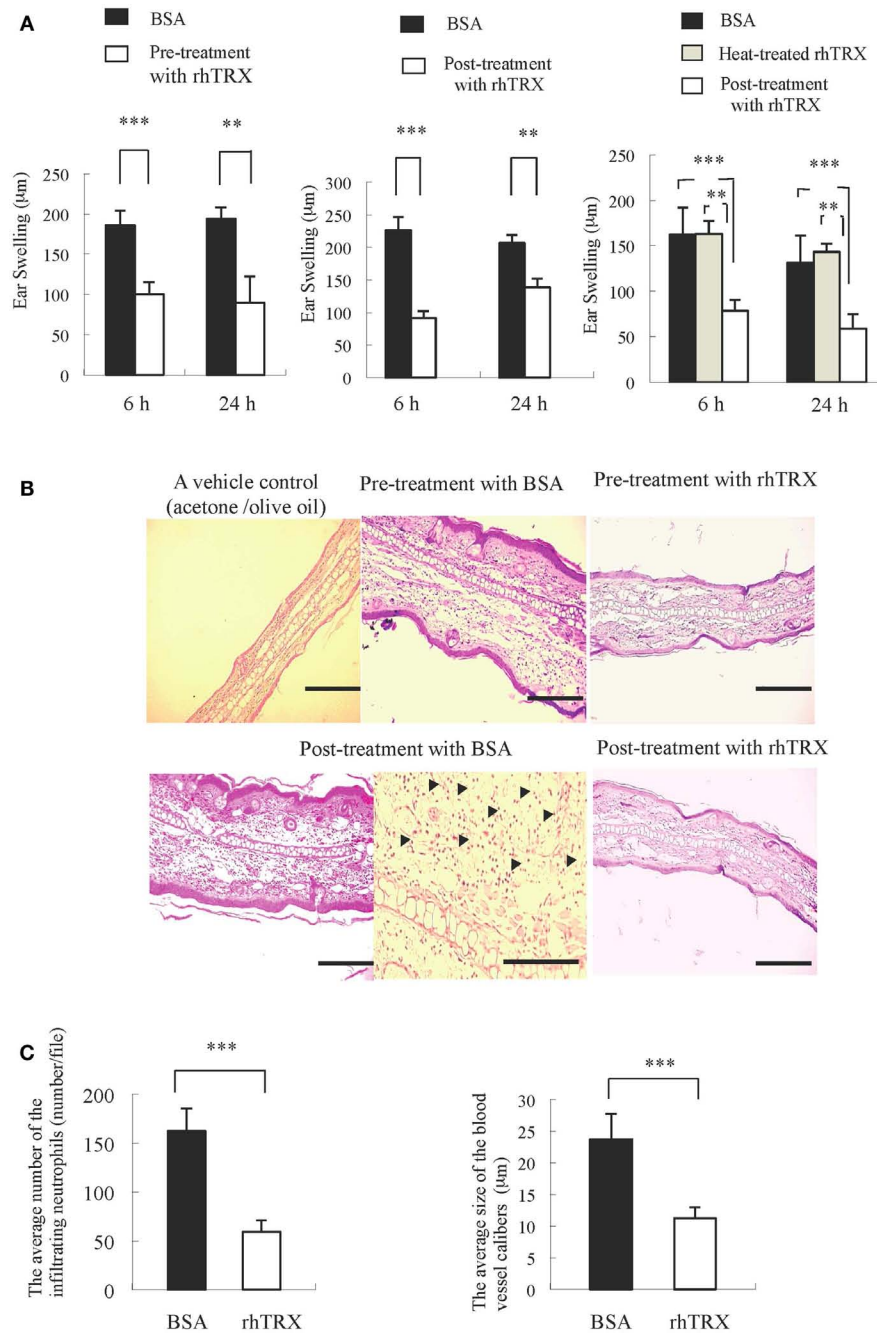 A
BSA
Pre-treatment
with rhTRX
***
**
Ear Swelling (μm)
250
200
150
100
50
0
6 h
24 h
BSA
Post-treatment
with rhTRX
***
**
Ear Swelling (μm)
300
250
200
150
100
50
0
6 h
24 h
BSA
Heat-treated rhTRX
Post-treatment
with rhTRX
***
**
***
**
Ear Swelling (μm)
250
200
150
100
50
0
6 h
24 h
B
A vehicle control
(acetone /olive oil)
Pre-treatment with BSA
Pre-treatment with rhTRX
Post-treatment with BSA
Post-treatment with rhTRX
C
The average number of the
infiltrating neutrophils (number/file)
***
200
150
100
50
0
BSA
rhTRX
The average size of the blood
vessel calibers (μm)
***
30
25
20
15
10
5
0
BSA
rhTRX